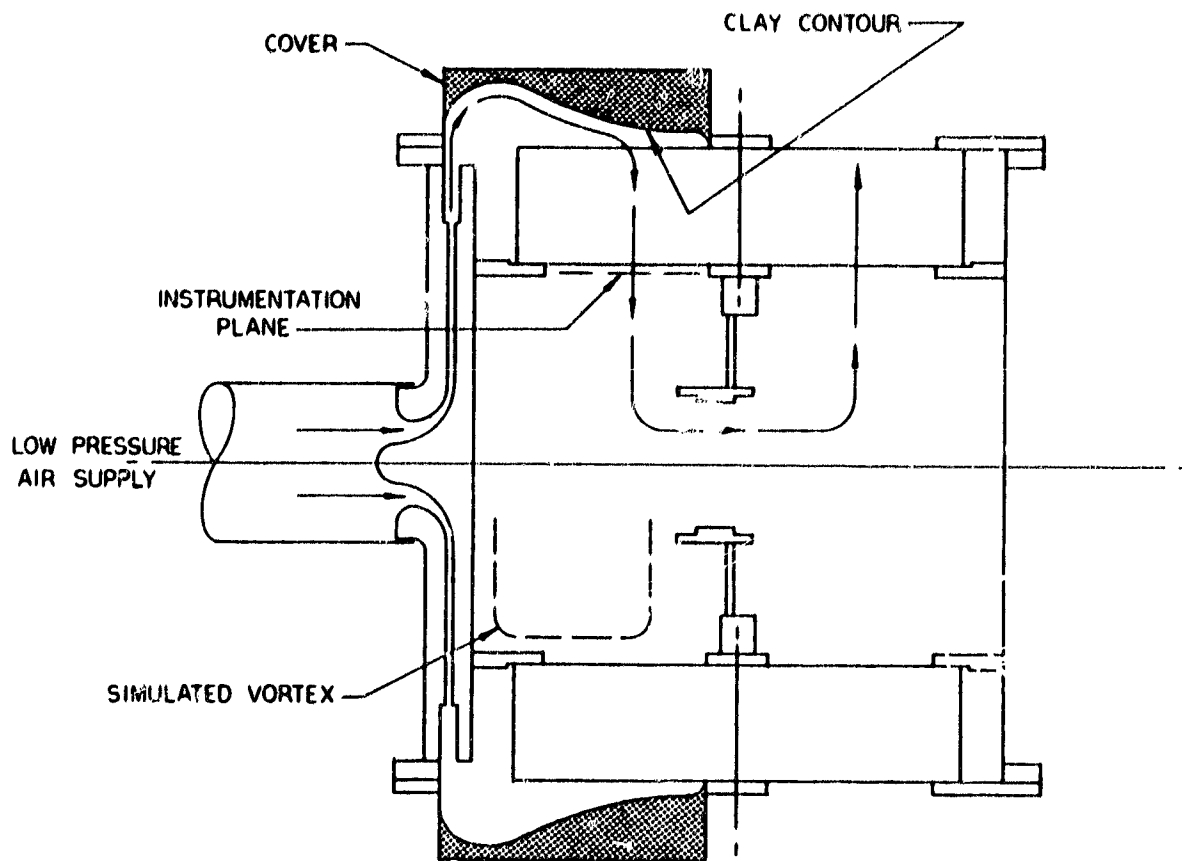 CLAY CONTOUR
COVER
INSTRUMENTATION
PLANE
LOW PRESSURE
AIR SUPPLY
SIMULATED VORTEX